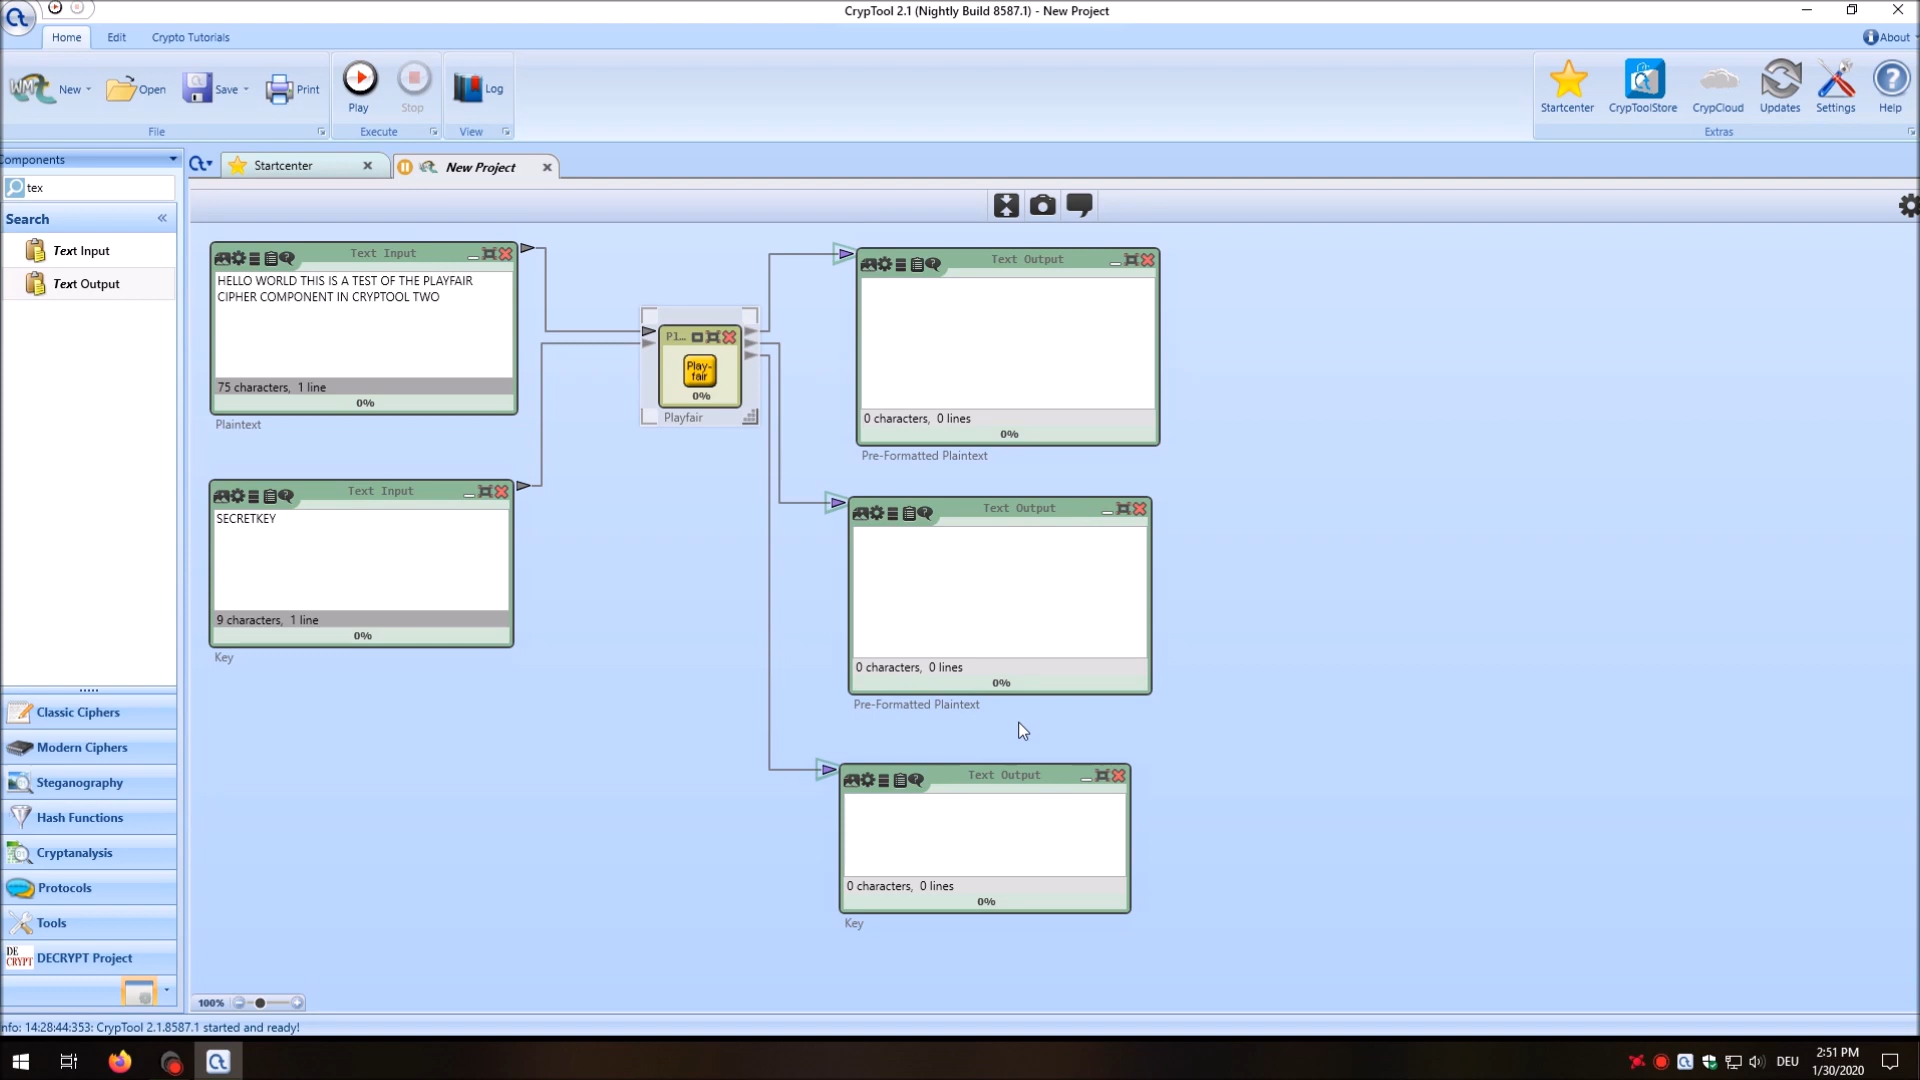 CrypTool 2.1 (Nightly Build 8587.1) - New Project
Home Edit Crypto Tutorials
About
New Open Save Print
Play Stop
Log
Startcenter CrypToolStore CrypCloud Updates Settings Help
File Execute View Extras
Components
Startcenter New Project
tex
Search
Text Input
Text Output
Text Input
HELLO WORLD THIS IS A TEST OF THE PLAYFAIR
CIPHER COMPONENT IN CRYPTOOL TWO
75 characters, 1 line
0%
Plaintext
Text Input
SECRETKEY
9 characters, 1 line
0%
Key
Pl...
Play-
fair
0%
Playfair
Text Output
0 characters, 0 lines
0%
Pre-Formatted Plaintext
Text Output
0 characters, 0 lines
0%
Pre-Formatted Plaintext
Text Output
0 characters, 0 lines
0%
Key
Classic Ciphers
Modern Ciphers
Steganography
Hash Functions
Cryptanalysis
Protocols
Tools
DE
CRYPT DECRYPT Project
100%
nfo: 14:28:44:353: CrypTool 2.1.8587.1 started and ready!
DEU
2:51 PM
1/30/2020